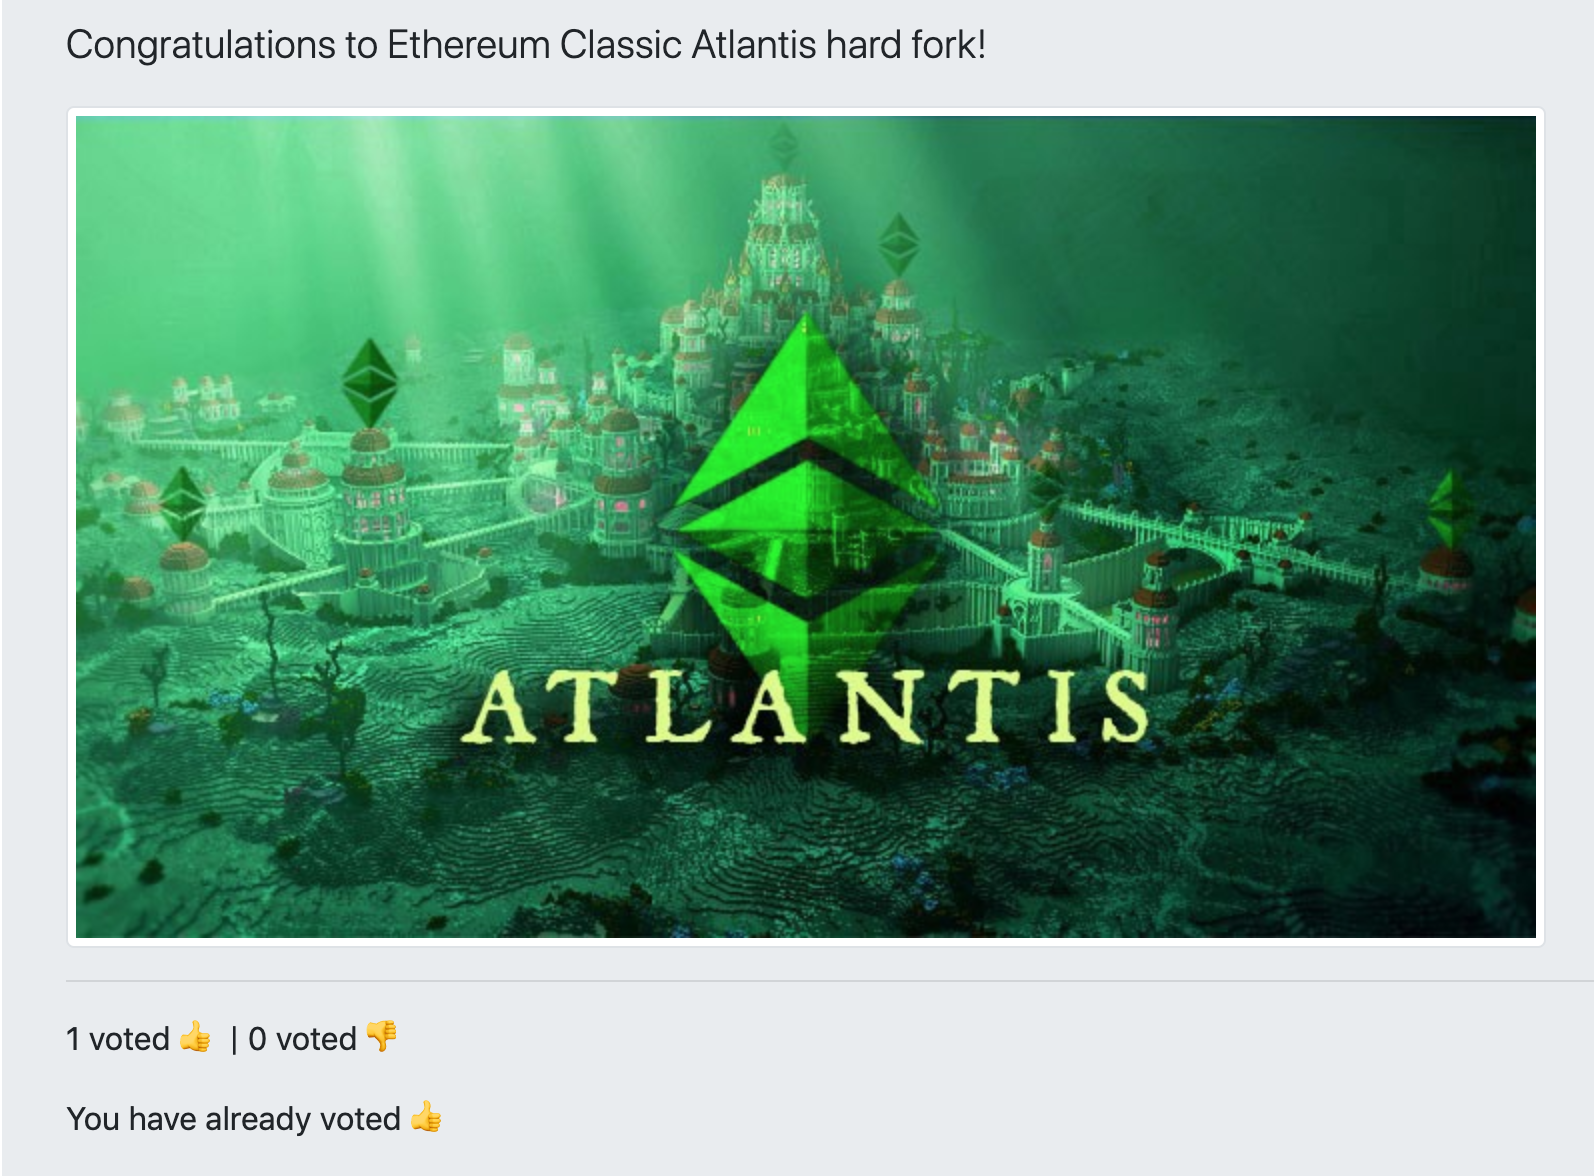 Congratulations to Ethereum Classic Atlantis hard fork!
ATLANTIS
1 voted 👍 | 0 voted 👎
You have already voted 👍